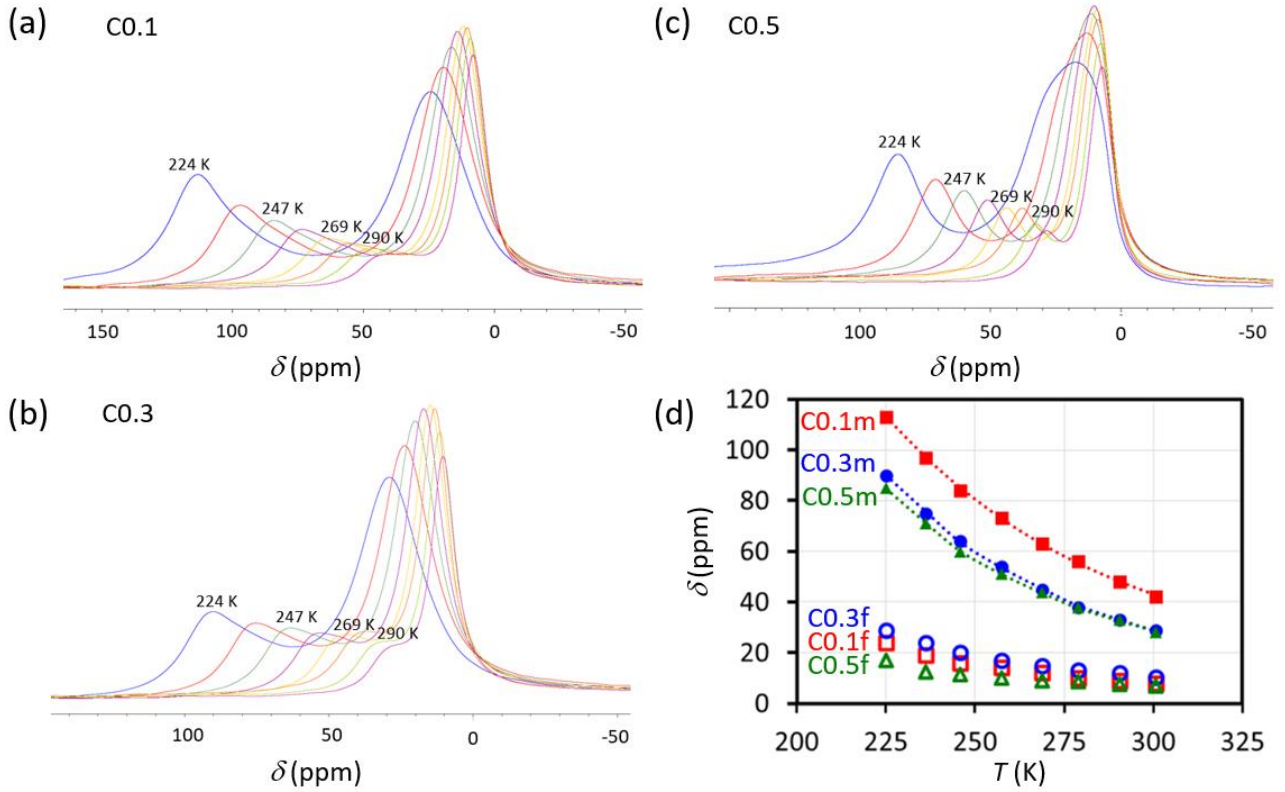 (a)
C0.1
224 K
247 K
269 K
290 K
150
100
50
0
-50
δ (ppm)
(c)
C0.5
224 K
247 K
269 K
290 K
100
50
0
-50
δ (ppm)
(b)
C0.3
224 K
247 K
269 K
290 K
100
50
0
-50
δ (ppm)
(d)
120
100
80
60
40
20
0
δ (ppm)
C0.1m
C0.3m
C0.5m
C0.3f
C0.1f
C0.5f
200
225
250
275
300
325
T (K)